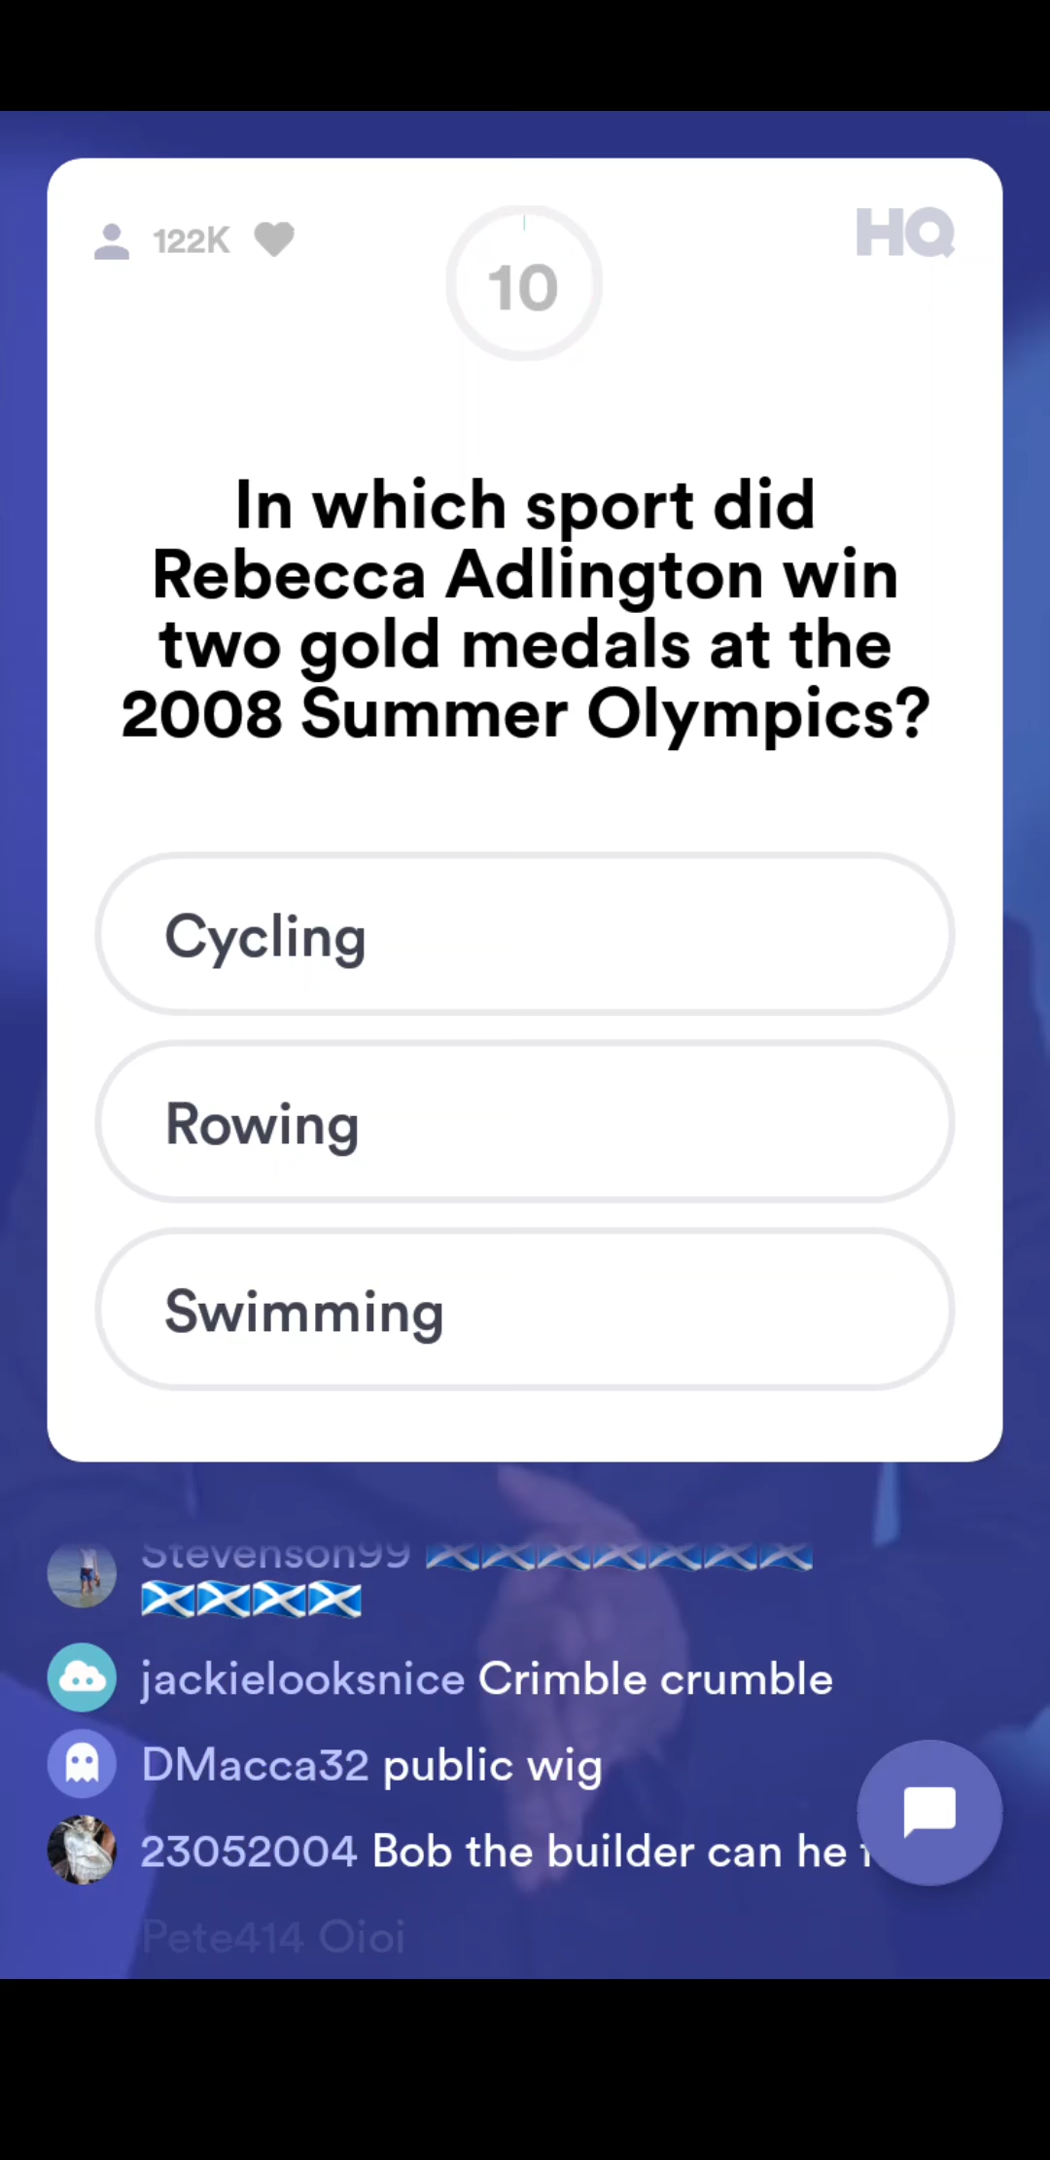 122K
10
HQ
In which sport did
Rebecca Adlington win
two gold medals at the
2008 Summer Olympics?
Cycling
Rowing
Swimming
Stevenson99 🏴󠁧󠁢󠁳󠁣󠁴󠁿🏴󠁧󠁢󠁳󠁣󠁴󠁿🏴󠁧󠁢󠁳󠁣󠁴󠁿🏴󠁧󠁢󠁳󠁣󠁴󠁿🏴󠁧󠁢󠁳󠁣󠁴󠁿🏴󠁧󠁢󠁳󠁣󠁴󠁿🏴󠁧󠁢󠁳󠁣󠁴󠁿
🏴󠁧󠁢󠁳󠁣󠁴󠁿🏴󠁧󠁢󠁳󠁣󠁴󠁿🏴󠁧󠁢󠁳󠁣󠁴󠁿🏴󠁧󠁢󠁳󠁣󠁴󠁿
jackielooksnice Crimble crumble
DMacca32 public wig
23052004 Bob the builder can he
Pete414 Oioi